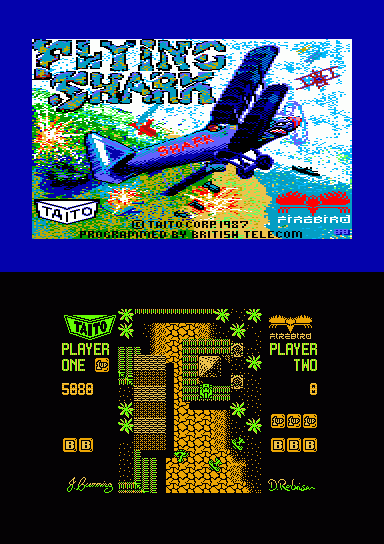 FLYING
SHARK
SHARK
TAITO
FIREBIRD
© TAITO CORP. 1987
PROGRAMMED BY BRITISH TELECOM
TAITO
FIREBIRD
PLAYER
ONE
PLAYER
TWO
5880
0
B B
B B B
D.Robinson